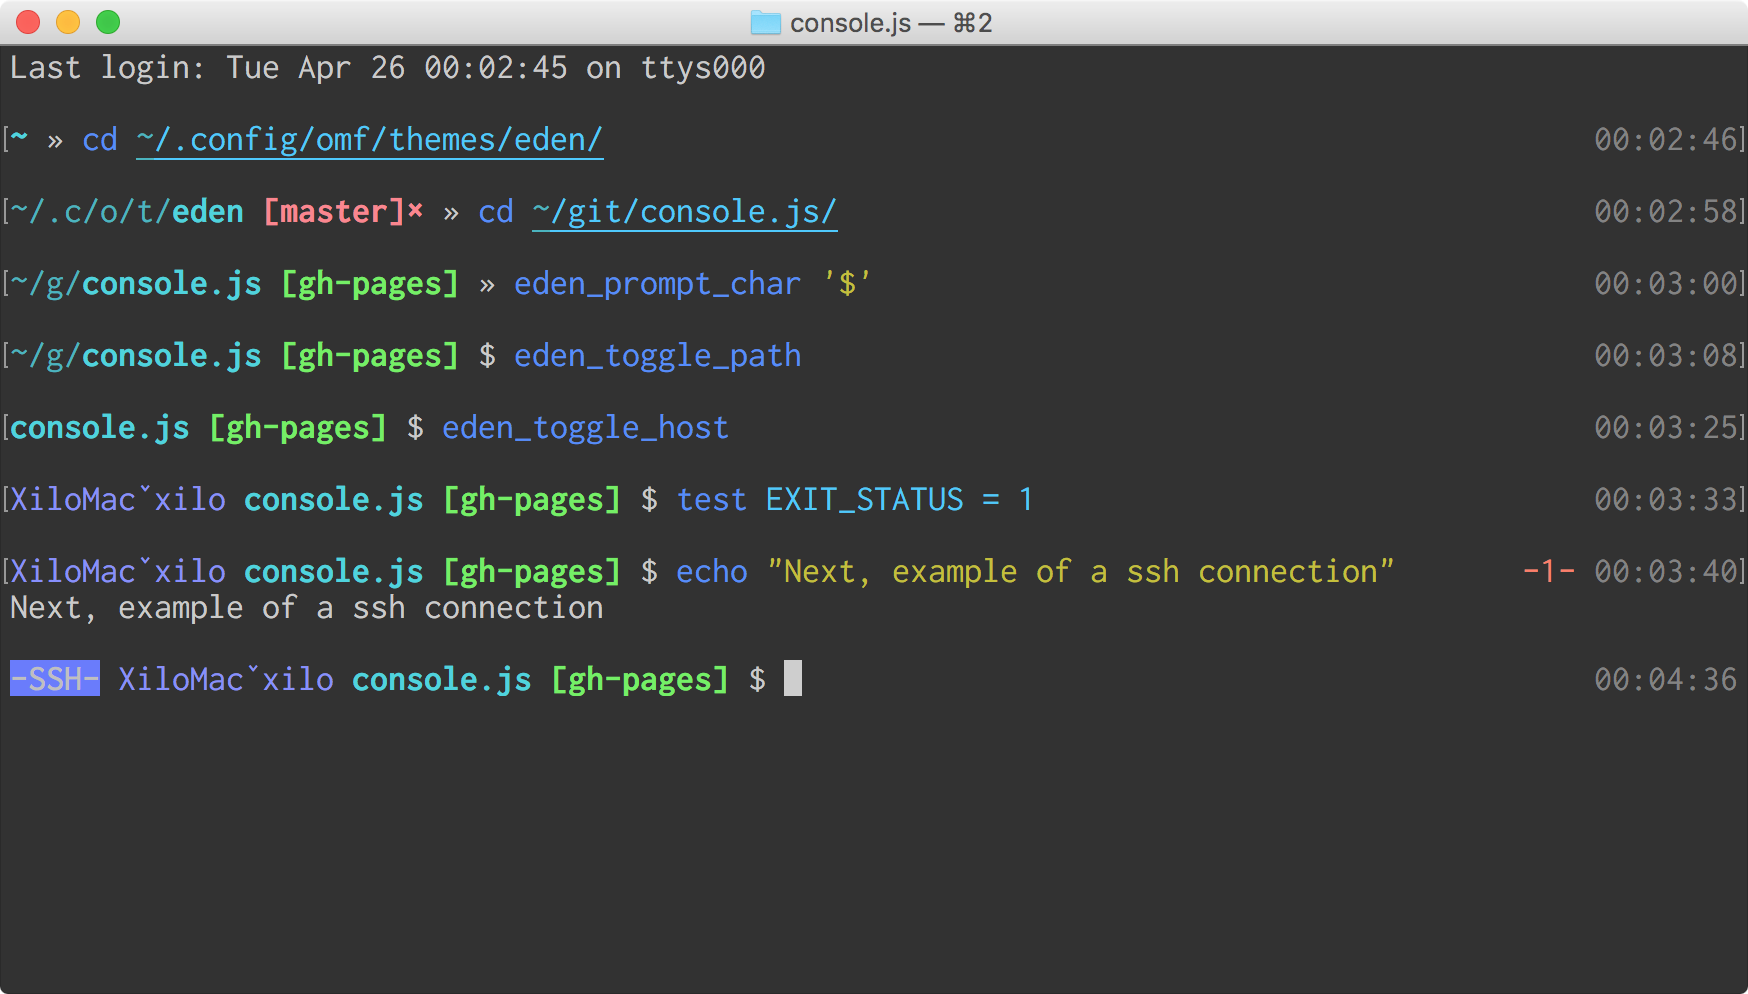 console.js — ⌘2
Last login: Tue Apr 26 00:02:45 on ttys000
[~ » cd ~/.config/omf/themes/eden/ 00:02:46]
[~/.c/o/t/eden [master]× » cd ~/git/console.js/ 00:02:58]
[~/g/console.js [gh-pages] » eden_prompt_char '$' 00:03:00]
[~/g/console.js [gh-pages] $ eden_toggle_path 00:03:08]
[console.js [gh-pages] $ eden_toggle_host 00:03:25]
[XiloMacˇxilo console.js [gh-pages] $ test EXIT_STATUS = 1 00:03:33]
[XiloMacˇxilo console.js [gh-pages] $ echo "Next, example of a ssh connection" -1- 00:03:40]
Next, example of a ssh connection
-SSH- XiloMacˇxilo console.js [gh-pages] $ 00:04:36